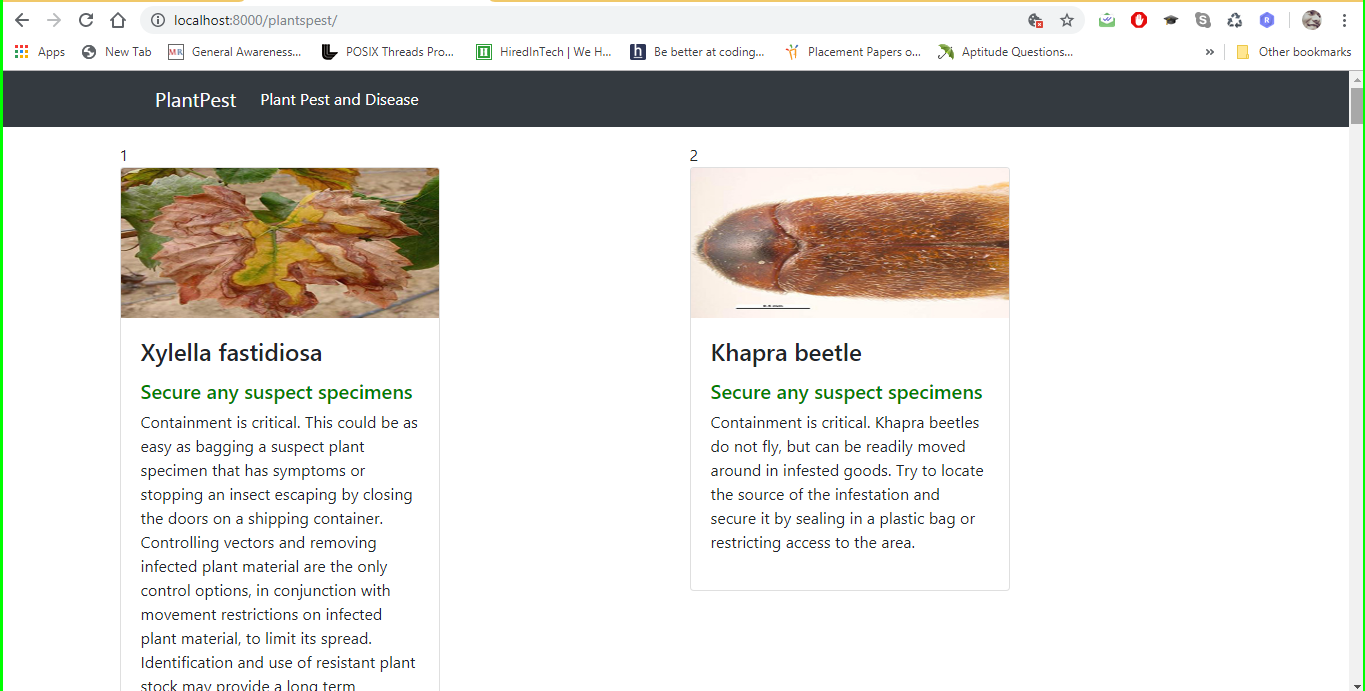 localhost:8000/plantspest/
Apps New Tab General Awareness... POSIX Threads Pro... HiredInTech | We H... Be better at coding... Placement Papers o... Aptitude Questions... » Other bookmarks
PlantPest Plant Pest and Disease
1
Xylella fastidiosa
Secure any suspect specimens
Containment is critical. This could be as
easy as bagging a suspect plant
specimen that has symptoms or
stopping an insect escaping by closing
the doors on a shipping container.
Controlling vectors and removing
infected plant material are the only
control options, in conjunction with
movement restrictions on infected
plant material, to limit its spread.
Identification and use of resistant plant
stock may provide a long term
2
Khapra beetle
Secure any suspect specimens
Containment is critical. Khapra beetles
do not fly, but can be readily moved
around in infested goods. Try to locate
the source of the infestation and
secure it by sealing in a plastic bag or
restricting access to the area.